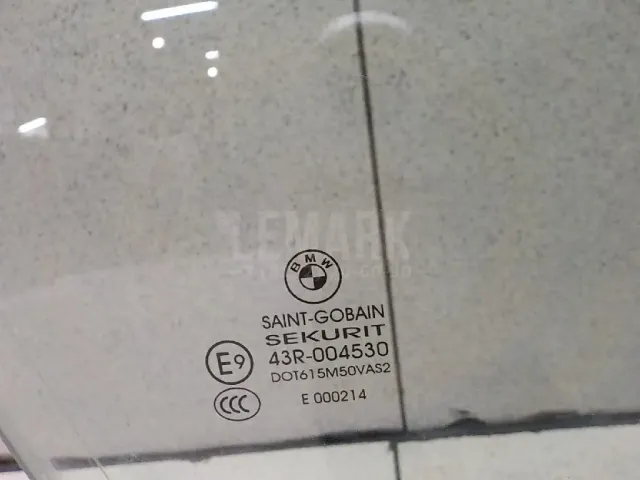 LEMARK
BMW
SAINT-GOBAIN
SEKURIT
E9 43R-004530
DOT615M50VAS2
CCC E 000214